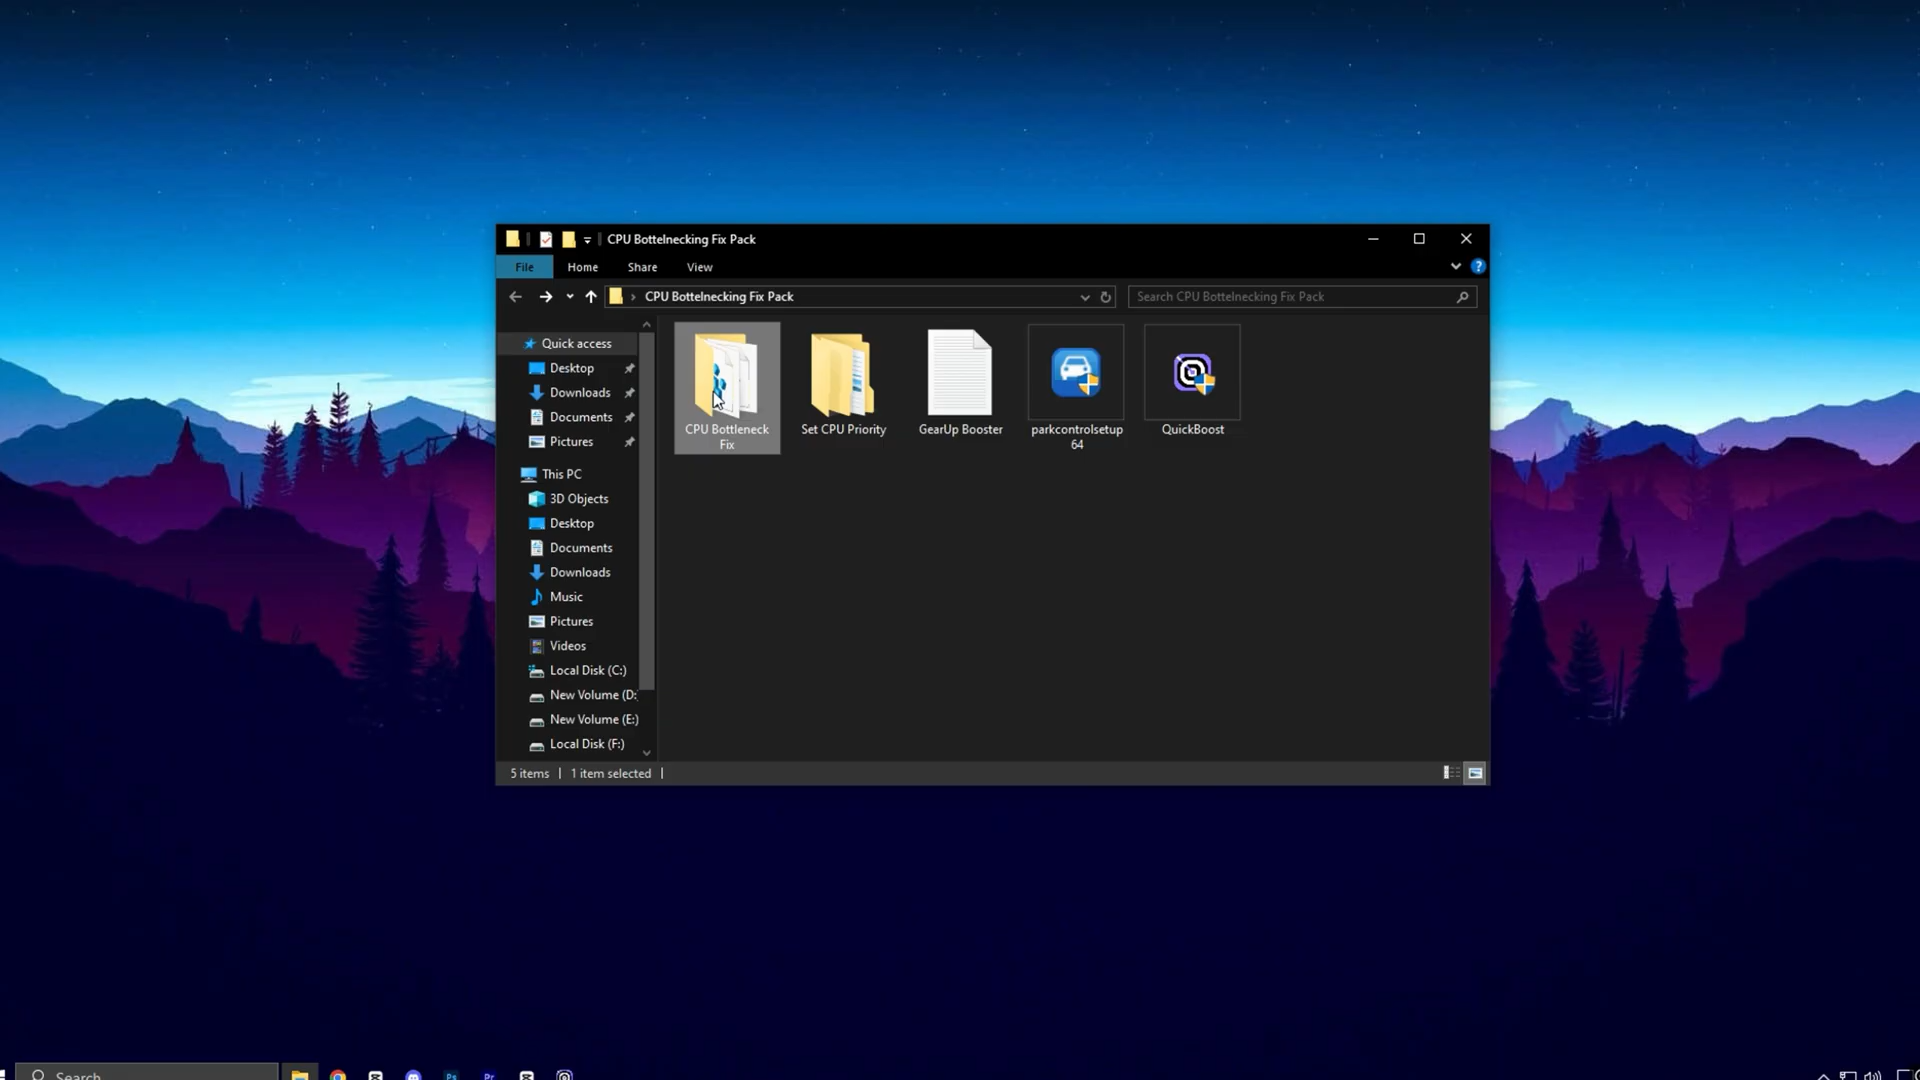 CPU Bottelnecking Fix Pack
File Home Share View
CPU Bottelnecking Fix Pack
Search CPU Bottelnecking Fix Pack
Quick access
Desktop
Downloads
Documents
Pictures
This PC
3D Objects
Desktop
Documents
Downloads
Music
Pictures
Videos
Local Disk (C:)
New Volume (D:
New Volume (E:)
Local Disk (F:)
CPU Bottleneck
Fix
Set CPU Priority
GearUp Booster
parkcontrolsetup
64
QuickBoost
5 items 1 item selected
Search
Ps
Pr